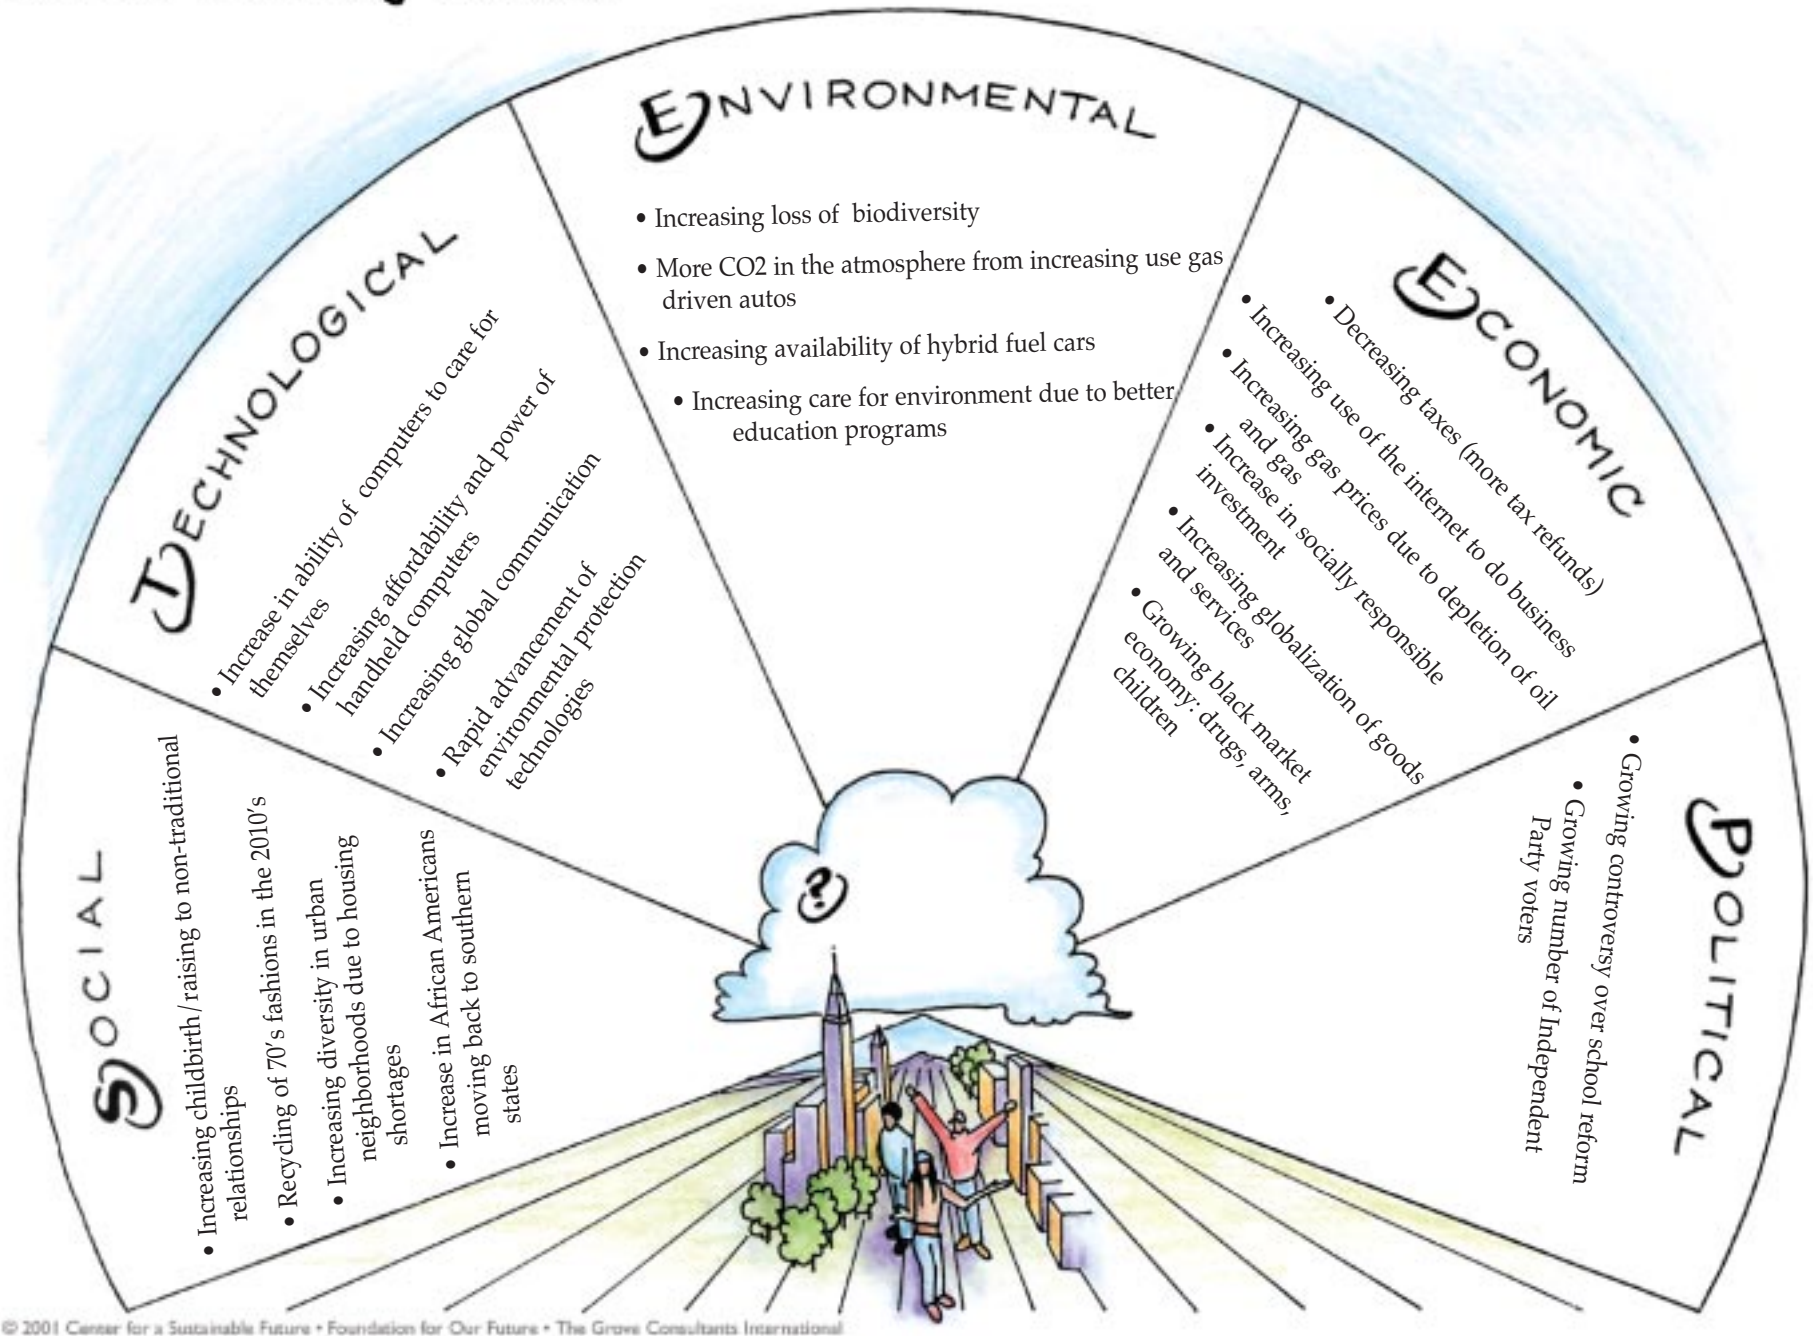 SOCIAL
• Increasing childbirth/raising to non-traditional
relationships
• Recycling of 70's fashions in the 2010's
• Increasing diversity in urban
neighborhoods due to housing
shortages
• Increase in African Americans
moving back to southern
states
TECHNOLOGICAL
• Increase in ability of computers to care for
themselves
• Increasing affordability and power of
handheld computers
• Increasing global communication
• Rapid advancement of
environmental protection
technologies
ENVIRONMENTAL
• Increasing loss of biodiversity
• More CO2 in the atmosphere from increasing use gas
driven autos
• Increasing availability of hybrid fuel cars
• Increasing care for environment due to better
education programs
ECONOMIC
• Decreasing taxes (more tax refunds)
• Increasing use of the internet to do business
• Increasing gas prices due to depletion of oil
and gas
• Increase in socially responsible
investment
• Increasing globalization of goods
and services
• Growing black market
economy: drugs, arms,
children
POLITICAL
• Growing controversy over school reform
• Growing number of Independent
Party voters
?
© 2001 Center for a Sustainable Future • Foundation for Our Future • The Grove Consultants International